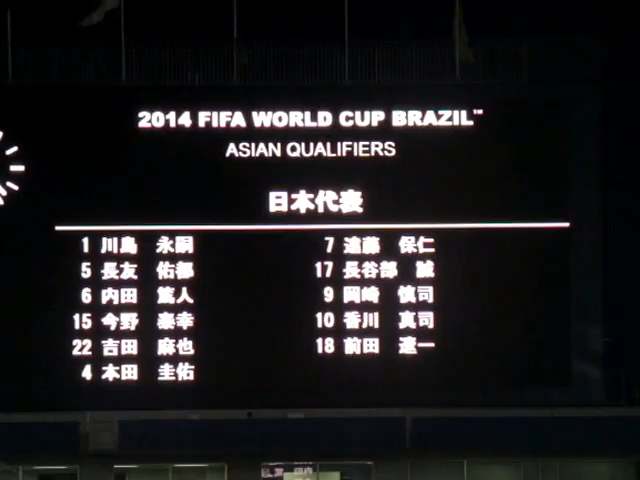 2014 FIFA WORLD CUP BRAZIL™
ASIAN QUALIFIERS
日本代表
1 川島 永嗣
5 長友 佑都
6 内田 篤人
15 今野 泰幸
22 吉田 麻也
4 本田 圭佑
7 遠藤 保仁
17 長谷部 誠
9 岡崎 慎司
10 香川 真司
18 前田 遼一